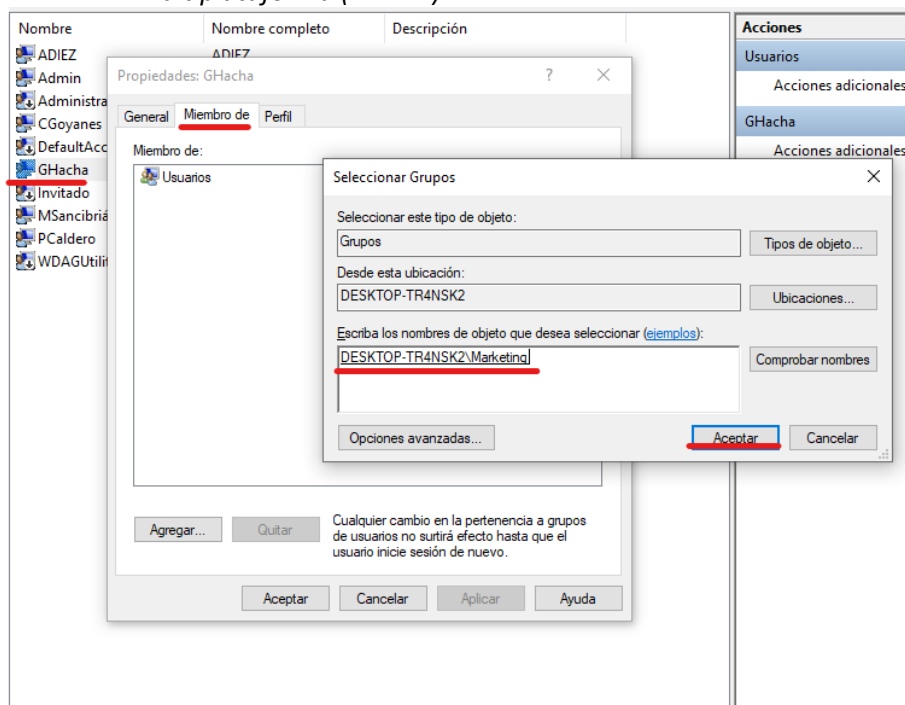 Nombre Nombre completo Descripción Acciones
ADIEZ ADIEZ Usuarios
Admin Acciones adicionales
Administra
CGoyanes GHacha
DefaultAcc Acciones adicionales
GHacha
Invitado
MSancibriá
PCaldero
WDAGUtilit
Propiedades: GHacha ? ×
General Miembro de Perfil
Miembro de:
Usuarios
Seleccionar Grupos ×
Seleccionar este tipo de objeto:
Grupos Tipos de objeto...
Desde esta ubicación:
DESKTOP-TR4NSK2 Ubicaciones...
Escriba los nombres de objeto que desea seleccionar (ejemplos):
DESKTOP-TR4NSK2\Marketing Comprobar nombres
Opciones avanzadas... Aceptar Cancelar
Agregar... Quitar Cualquier cambio en la pertenencia a grupos
de usuarios no surtirá efecto hasta que el
usuario inicie sesión de nuevo.
Aceptar Cancelar Aplicar Ayuda